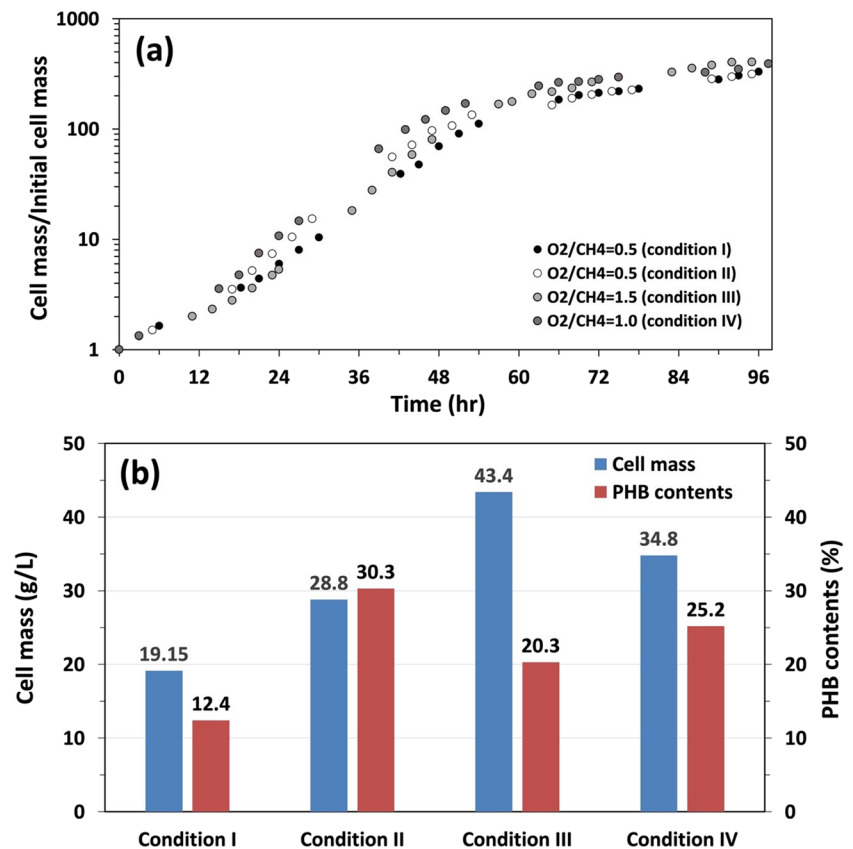 (a)
Cell mass/Initial cell mass
1000
100
10
1
O2/CH4=0.5 (condition I)
O2/CH4=0.5 (condition II)
O2/CH4=1.5 (condition III)
O2/CH4=1.0 (condition IV)
0 12 24 36 48 60 72 84 96
Time (hr)
(b)
Cell mass
PHB contents
Cell mass (g/L)
50
40
30
20
10
0
19.15
12.4
28.8
30.3
43.4
20.3
34.8
25.2
50
40
30
20
10
0
PHB contents (%)
Condition I Condition II Condition III Condition IV